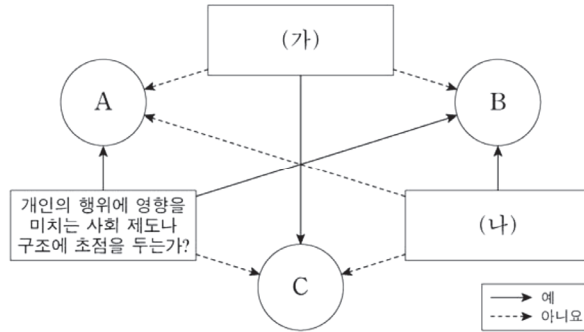 (가)
A
B
개인의 행위에 영향을
미치는 사회 제도나
구조에 초점을 두는가?
(나)
C
예
아니요